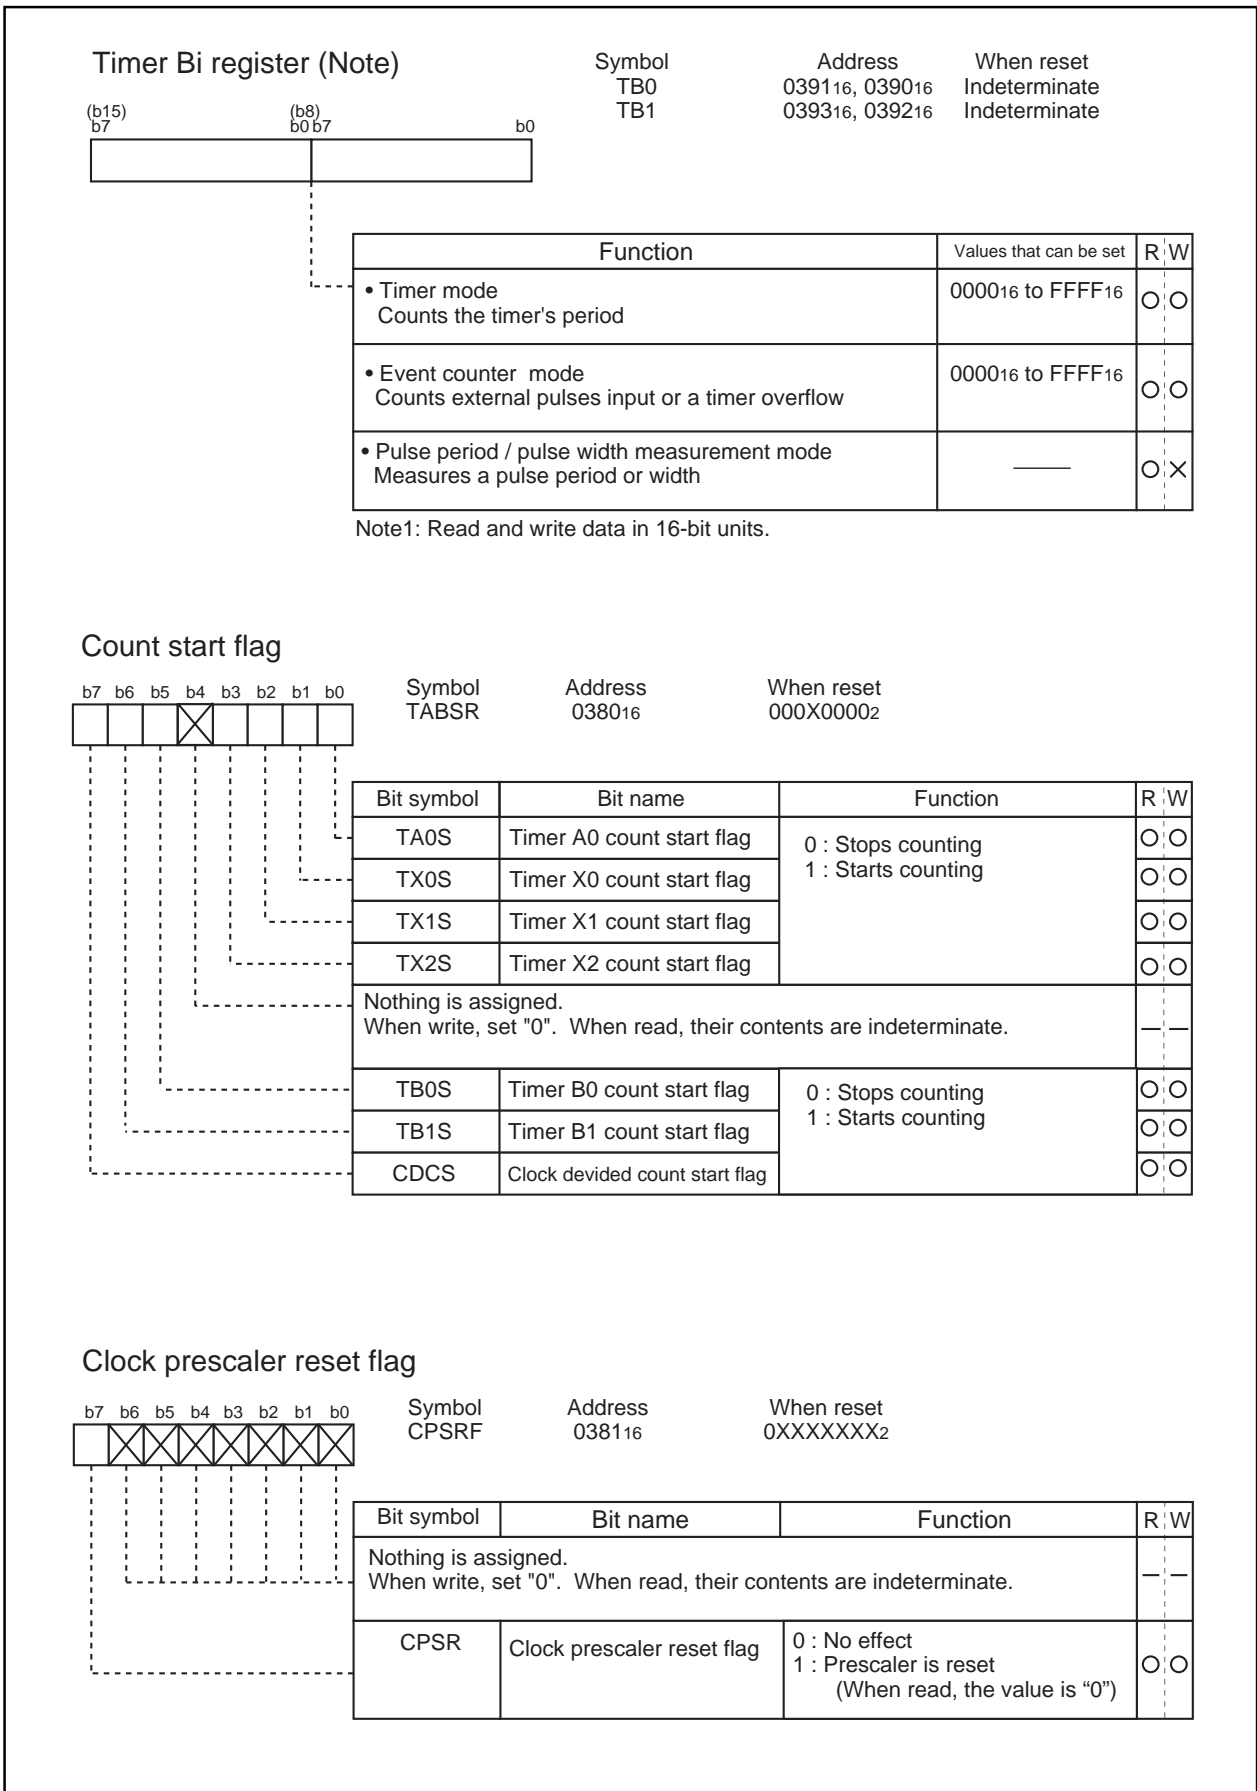 Timer Bi register (Note)
Symbol Address When reset
TB0 039116, 039016 Indeterminate
TB1 039316, 039216 Indeterminate
(b15) (b8)
b7 b0 b7 b0
Function Values that can be set R W
• Timer mode 000016 to FFFF16
Counts the timer's period
• Event counter mode 000016 to FFFF16
Counts external pulses input or a timer overflow
• Pulse period / pulse width measurement mode
Measures a pulse period or width
Note1: Read and write data in 16-bit units.
Count start flag
b7 b6 b5 b4 b3 b2 b1 b0
Symbol Address When reset
TABSR 038016 000X00002
Bit symbol Bit name Function R W
TA0S Timer A0 count start flag 0 : Stops counting
1 : Starts counting
TX0S Timer X0 count start flag
TX1S Timer X1 count start flag
TX2S Timer X2 count start flag
Nothing is assigned.
When write, set "0". When read, their contents are indeterminate.
TB0S Timer B0 count start flag 0 : Stops counting
1 : Starts counting
TB1S Timer B1 count start flag
CDCS Clock devided count start flag
Clock prescaler reset flag
b7 b6 b5 b4 b3 b2 b1 b0
Symbol Address When reset
CPSRF 038116 0XXXXXXX2
Bit symbol Bit name Function R W
Nothing is assigned.
When write, set "0". When read, their contents are indeterminate.
CPSR Clock prescaler reset flag 0 : No effect
1 : Prescaler is reset
(When read, the value is “0”)